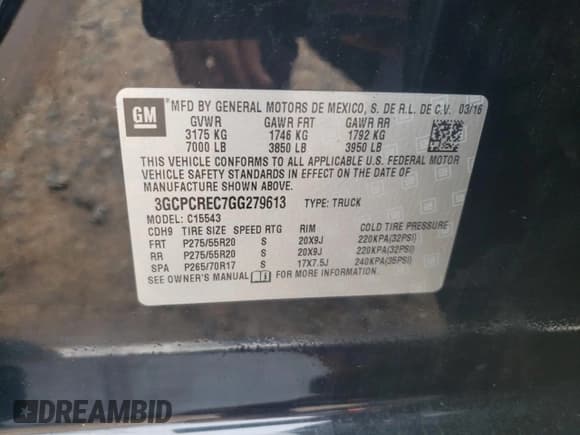 GM
MFD BY GENERAL MOTORS DE MEXICO, S. DE R.L. DE C.V. 03/16
GVWR GAWR FRT GAWR RR
3175 KG 1746 KG 1792 KG
7000 LB 3850 LB 3950 LB
THIS VEHICLE CONFORMS TO ALL APPLICABLE U.S. FEDERAL MOTOR
VEHICLE SAFETY STANDARDS IN EFFECT ON THE DATE OF
MANUFACTURE SHOWN ABOVE.
3GCPCREC7GG279613 TYPE: TRUCK
MODEL: C15543
CDH9 TIRE SIZE SPEED RTG RIM COLD TIRE PRESSURE
FRT P275/55R20 S 20X9J 220KPA(32PSI)
RR P275/55R20 S 20X9J 220KPA(32PSI)
SPA P265/70R17 S 17X7.5J 240KPA(35PSI)
SEE OWNER'S MANUAL FOR MORE INFORMATION.
DREAMBID